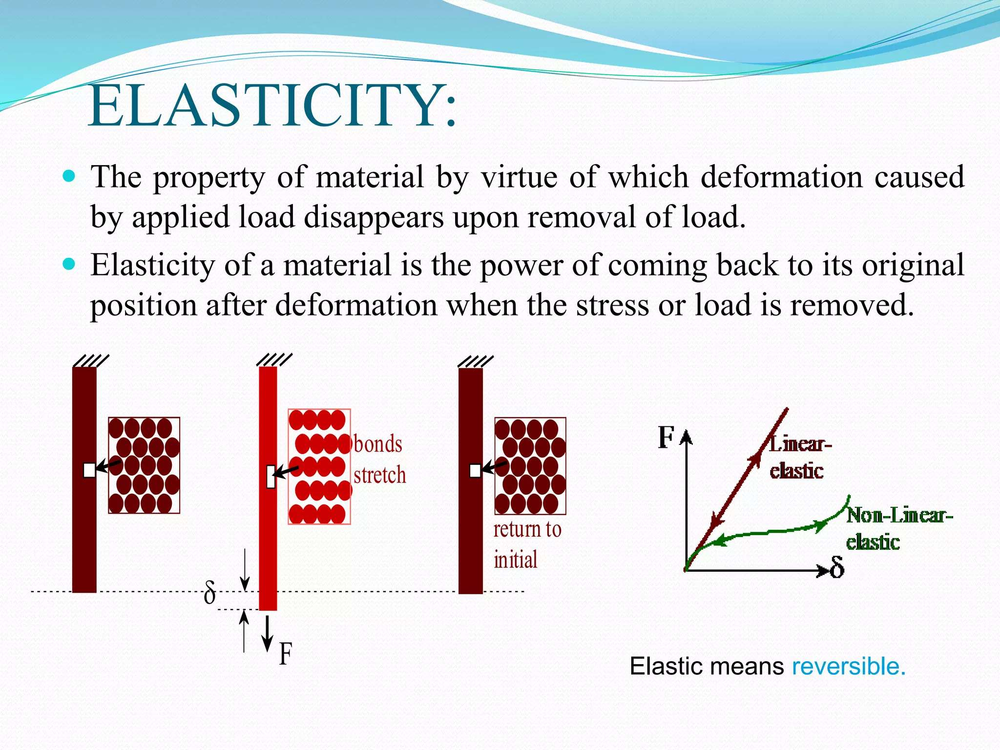 ELASTICITY:
• The property of material by virtue of which deformation caused
by applied load disappears upon removal of load.
• Elasticity of a material is the power of coming back to its original
position after deformation when the stress or load is removed.
bonds
stretch
return to
initial
δ
F
F
Linear-
elastic
Non-Linear-
elastic
δ
Elastic means reversible.